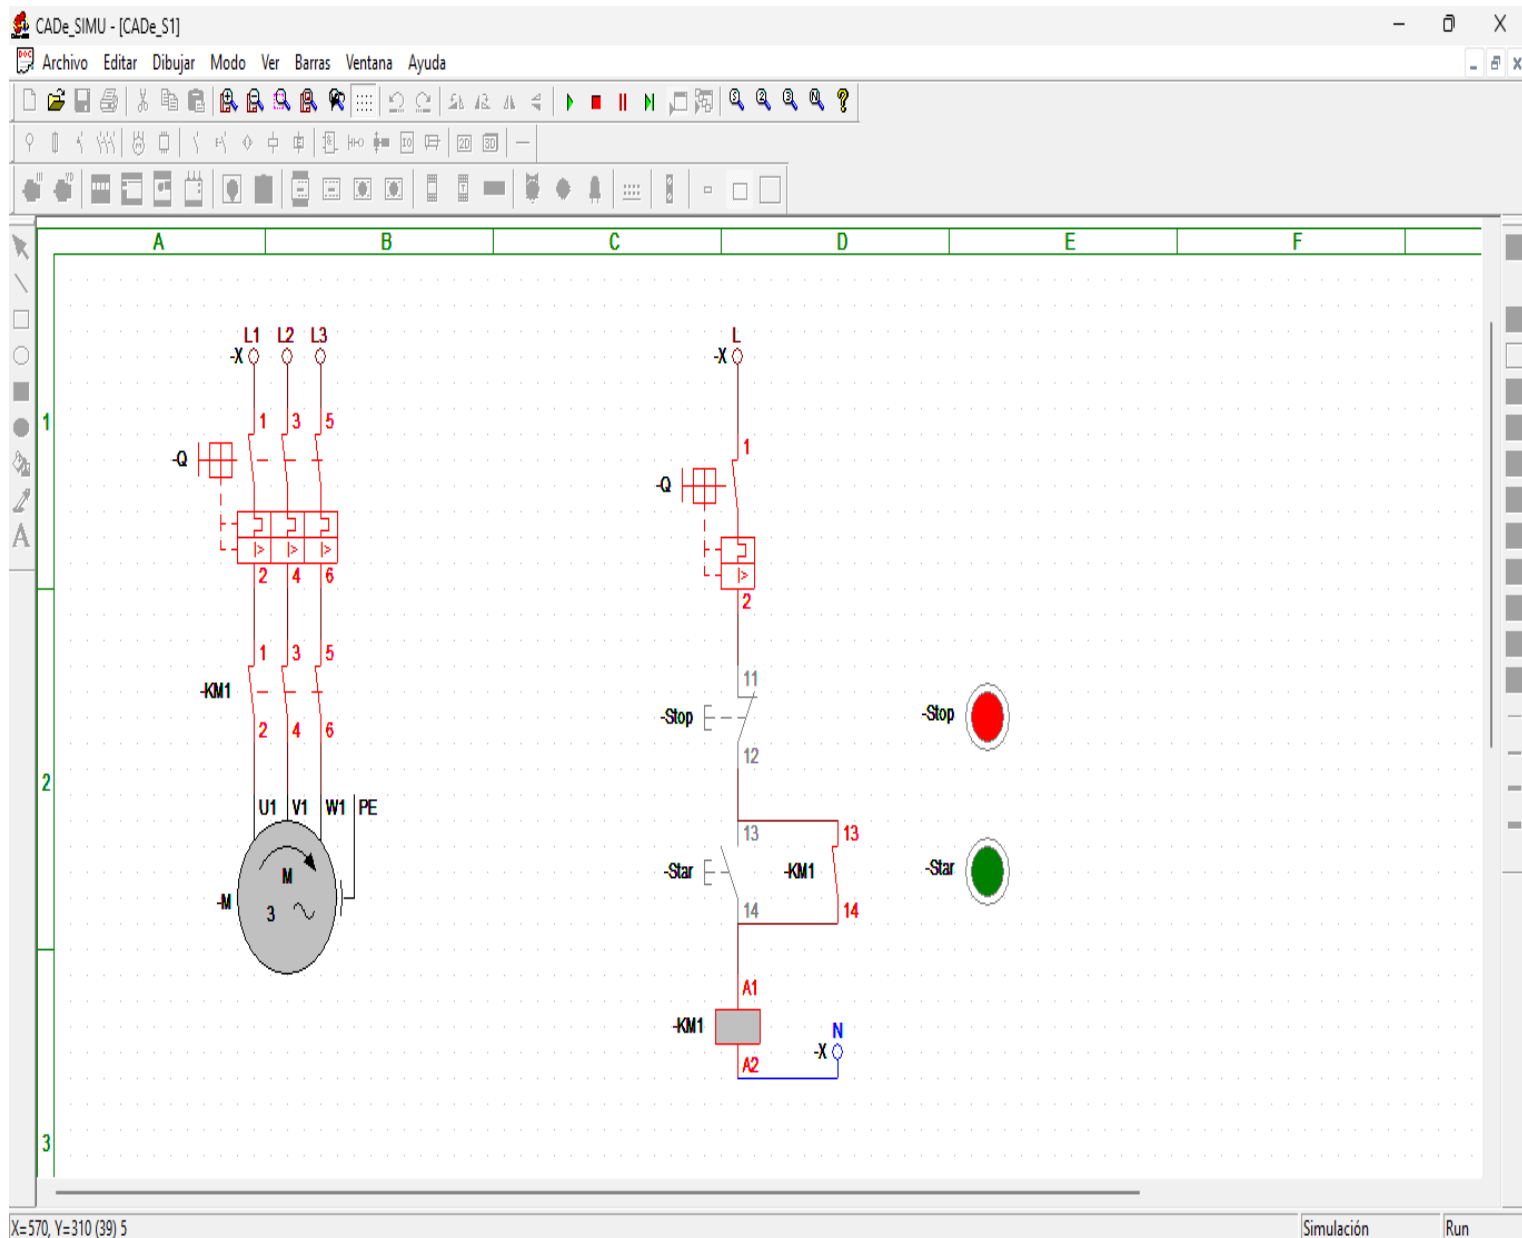 CADe_SIMU - [CADe_S1]
Archivo Editar Dibujar Modo Ver Barras Ventana Ayuda
A B C D E F
L1 L2 L3
-X
L
-X
1
1 3 5
-Q
1
-Q
2 4 6
2
1 3 5
-KM1
2 4 6
11
-Stop
12
-Stop
2
U1 V1 W1 PE
M
3
-M
13
-Star
14
13
-KM1
14
-Star
A1
-KM1
A2
N
-X
3
X=570, Y=310 (39) 5
Simulación
Run